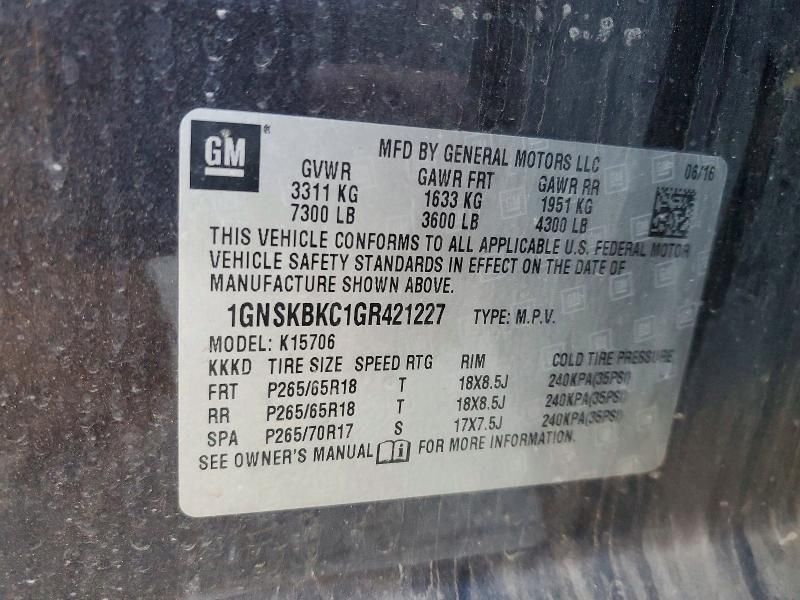 GM®
MFD BY GENERAL MOTORS LLC 06/16
GVWR GAWR FRT GAWR RR
3311 KG 1633 KG 1951 KG
7300 LB 3600 LB 4300 LB
THIS VEHICLE CONFORMS TO ALL APPLICABLE U.S. FEDERAL MOTOR
VEHICLE SAFETY STANDARDS IN EFFECT ON THE DATE OF
MANUFACTURE SHOWN ABOVE.
1GNSKBKC1GR421227 TYPE: M.P.V.
MODEL: K15706
KKKD TIRE SIZE SPEED RTG RIM COLD TIRE PRESSURE
FRT P265/65R18 T 18X8.5J 240KPA(35PSI)
RR P265/65R18 T 18X8.5J 240KPA(35PSI)
SPA P265/70R17 S 17X7.5J 240KPA(35PSI)
SEE OWNER'S MANUAL i FOR MORE INFORMATION.